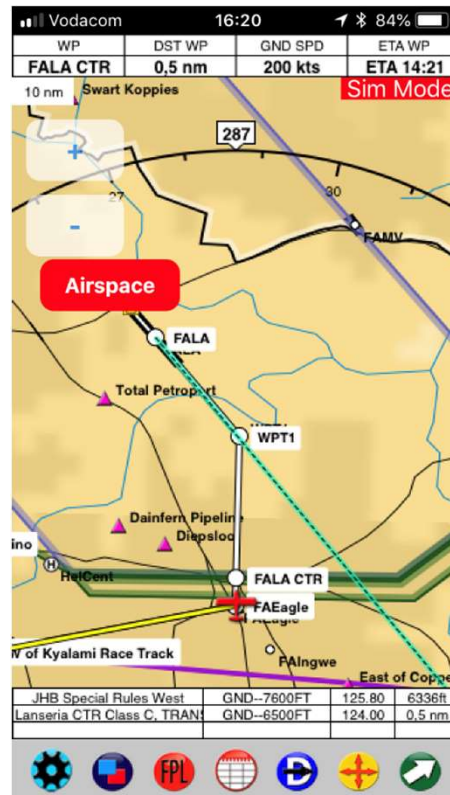 Vodacom 16:20 84%
WP DST WP GND SPD ETA WP
FALA CTR 0,5 nm 200 kts ETA 14:21
10 nm Swart Koppies Sim Mode
+
287
27 30
-
FAMV
Airspace
FALA
Total Petroport
WPT1
Dainfern Pipeline
ino Diepsloo
HelCent FALA CTR
FAEagle
FAEagle
W of Kyalami Race Track FAIngwe
East of Coppe
JHB Special Rules West GND--7600FT 125.80 6336ft
Lanseria CTR Class C, TRAN GND--6500FT 124.00 0,5 nm
H
FPL
D